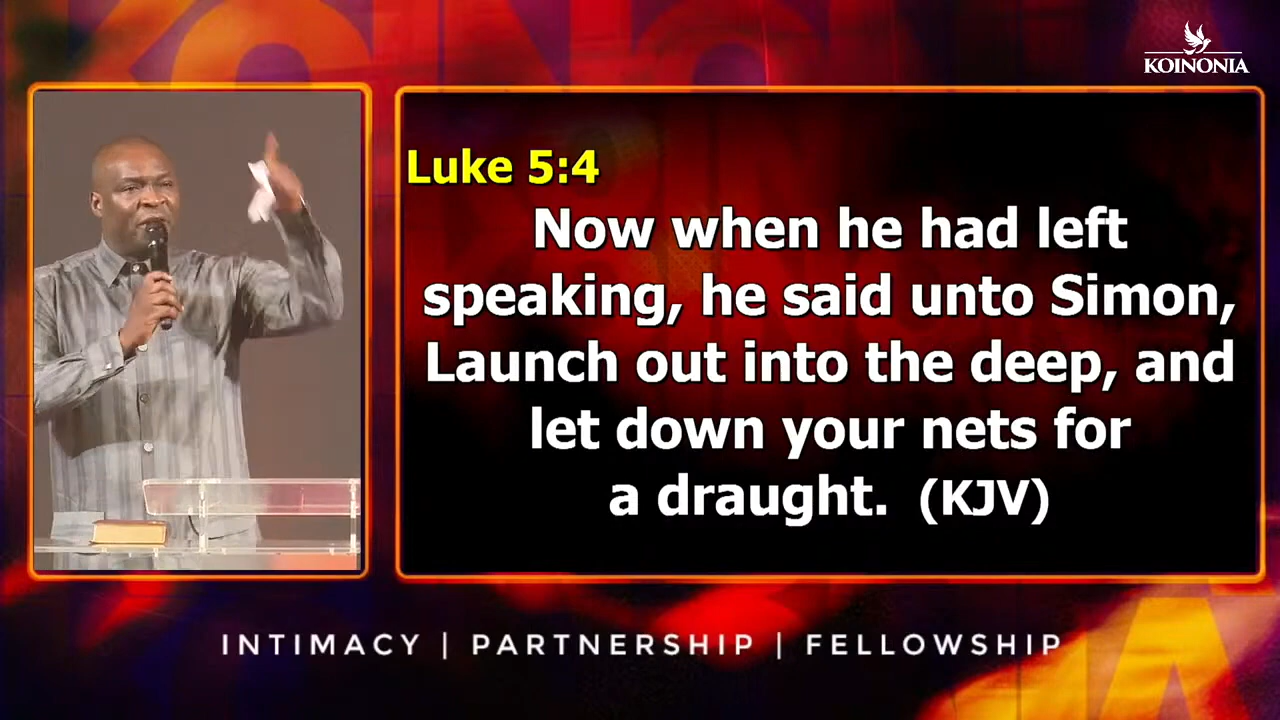 KOINONIA
Luke 5:4
Now when he had left
speaking, he said unto Simon,
Launch out into the deep, and
let down your nets for
a draught. (KJV)
INTIMACY | PARTNERSHIP | FELLOWSHIP